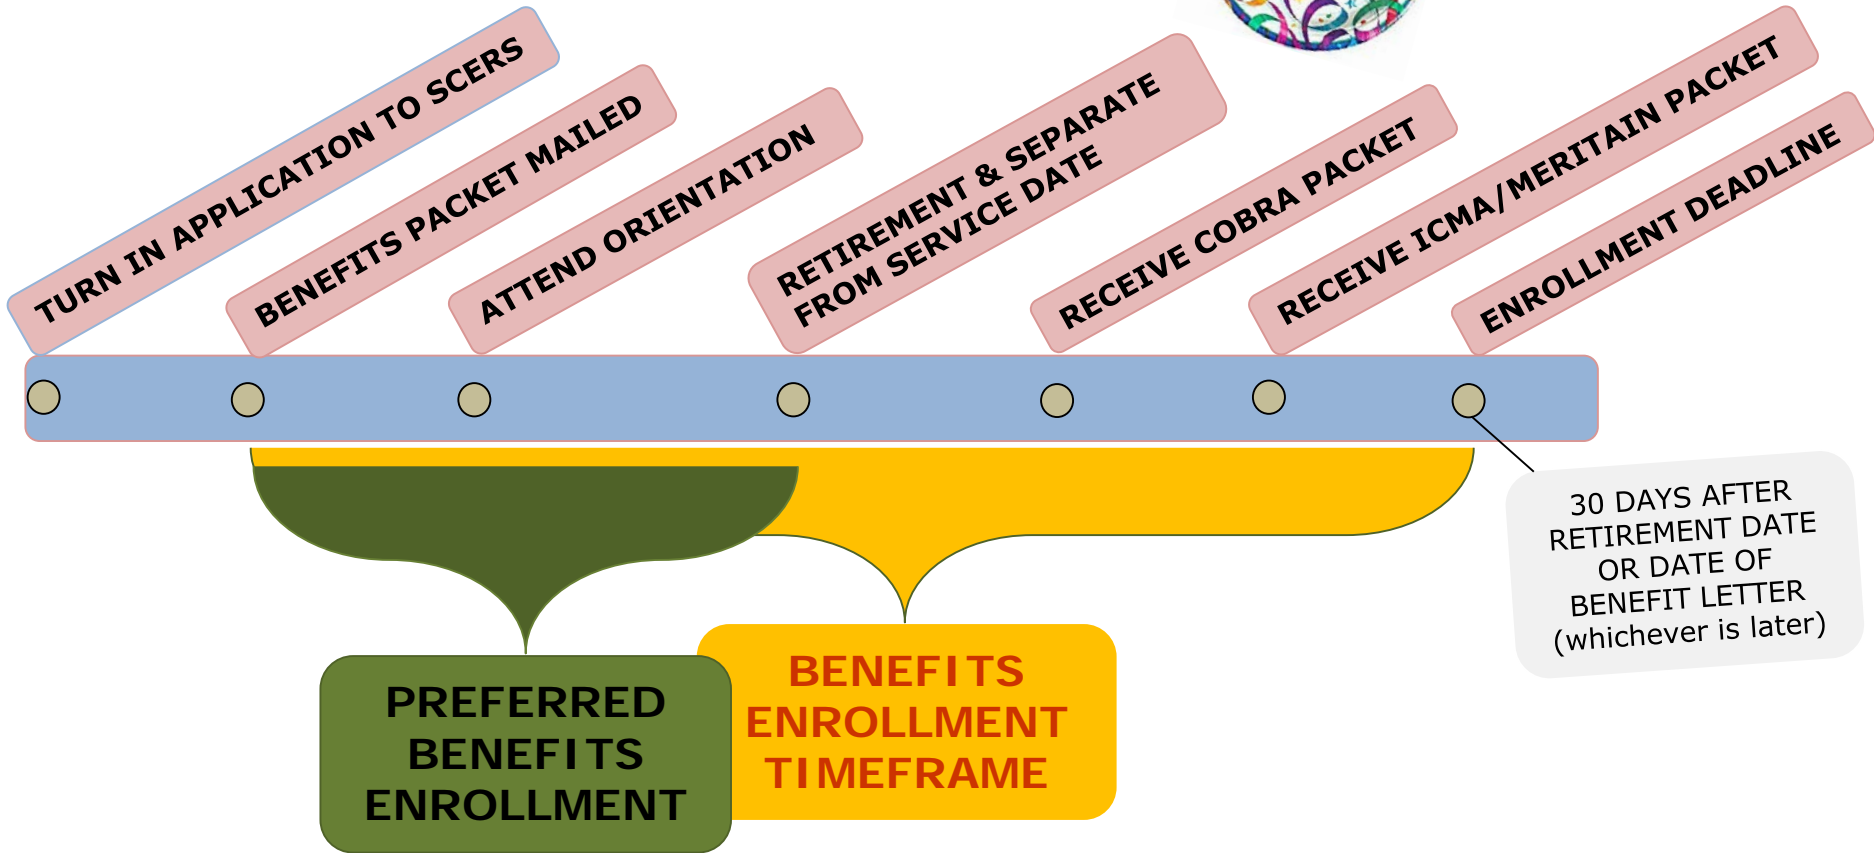 TURN IN APPLICATION TO SCERS
BENEFITS PACKET MAILED
ATTEND ORIENTATION
RETIREMENT & SEPARATE
FROM SERVICE DATE
RECEIVE COBRA PACKET
RECEIVE ICMA/MERITAIN PACKET
ENROLLMENT DEADLINE
30 DAYS AFTER
RETIREMENT DATE
OR DATE OF
BENEFIT LETTER
(whichever is later)
PREFERRED
BENEFITS
ENROLLMENT
BENEFITS
ENROLLMENT
TIMEFRAME